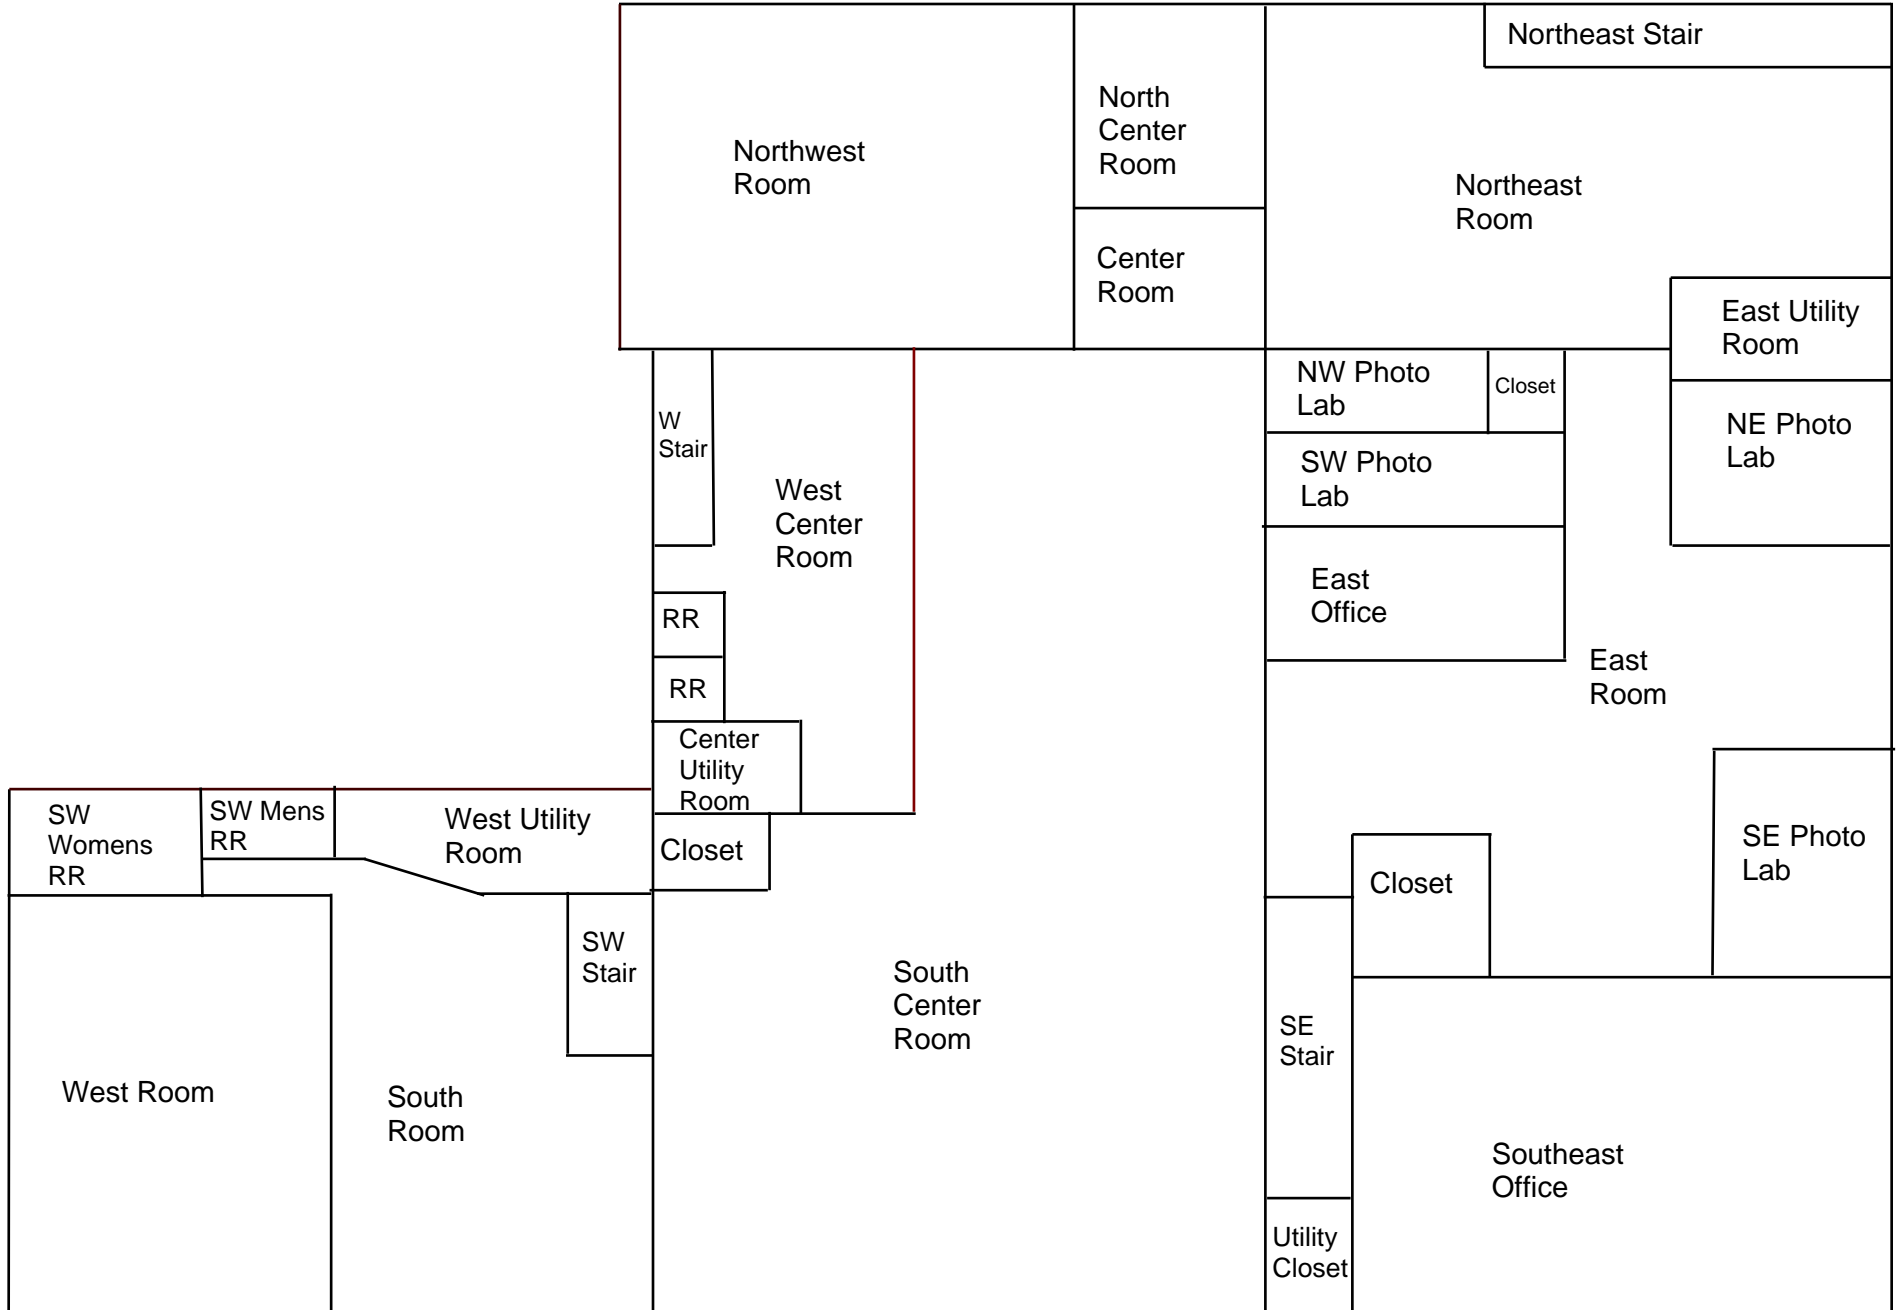 Northeast Stair
North
Center
Room
Northwest
Room
Northeast
Room
Center
Room
East Utility
Room
NW Photo
Lab
Closet
W
Stair
NE Photo
Lab
SW Photo
Lab
West
Center
Room
East
Office
RR
East
Room
RR
Center
Utility
Room
SW
Womens
RR
SW Mens
RR
West Utility
Room
Closet
SE Photo
Lab
Closet
SW
Stair
South
Center
Room
SE
Stair
West Room
South
Room
Southeast
Office
Utility
Closet